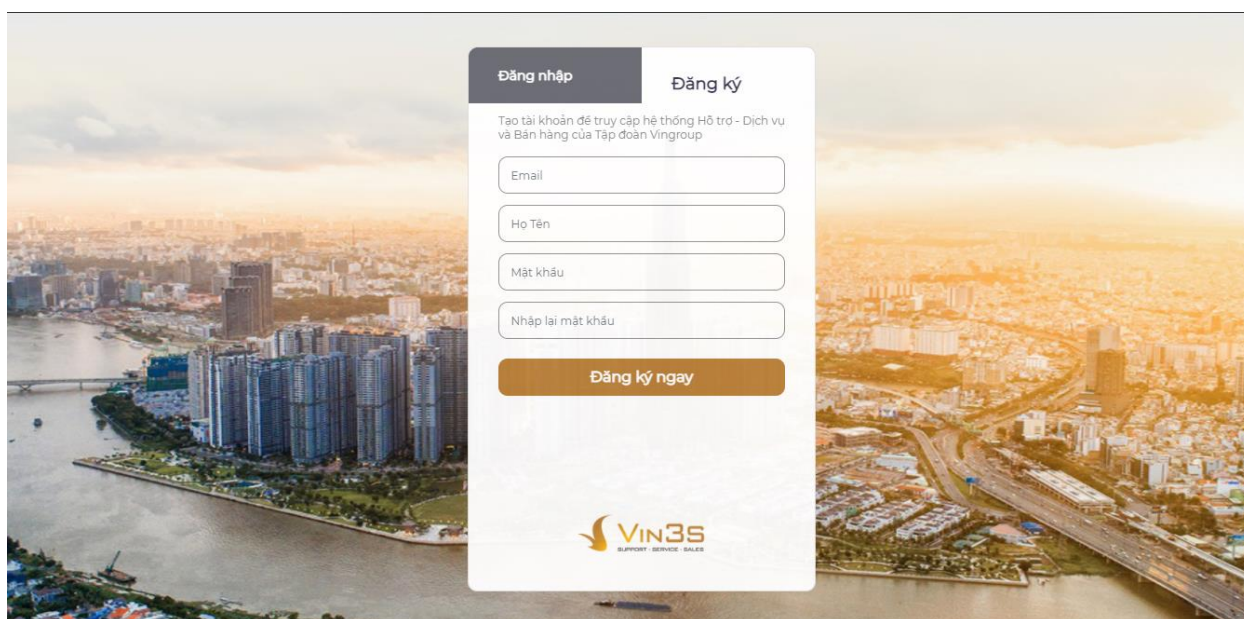 Đăng nhập
Đăng ký
Tạo tài khoản để truy cập hệ thống Hỗ trợ - Dịch vụ
và Bán hàng của Tập đoàn Vingroup
Email
Họ Tên
Mật khẩu
Nhập lại mật khẩu
Đăng ký ngay
VIN3S
SUPPORT - SERVICE - SALES